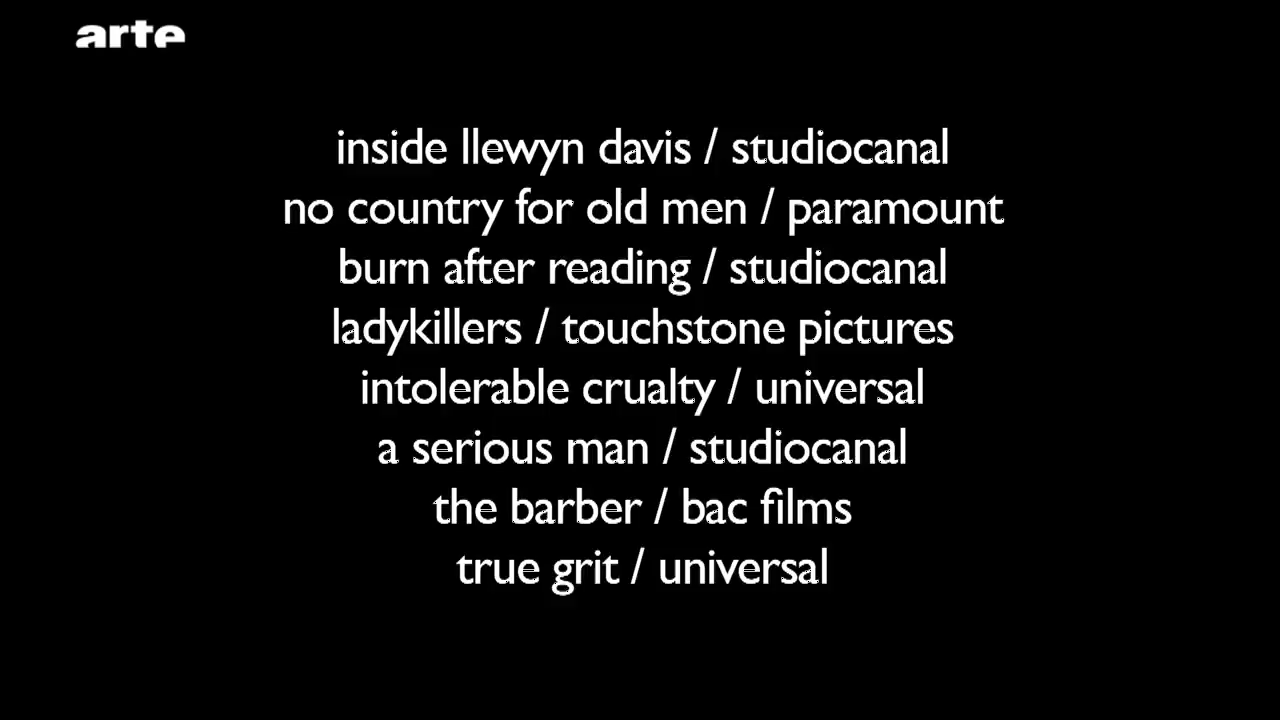 arte
inside llewyn davis / studiocanal
no country for old men / paramount
burn after reading / studiocanal
ladykillers / touchstone pictures
intolerable crualty / universal
a serious man / studiocanal
the barber / bac films
true grit / universal